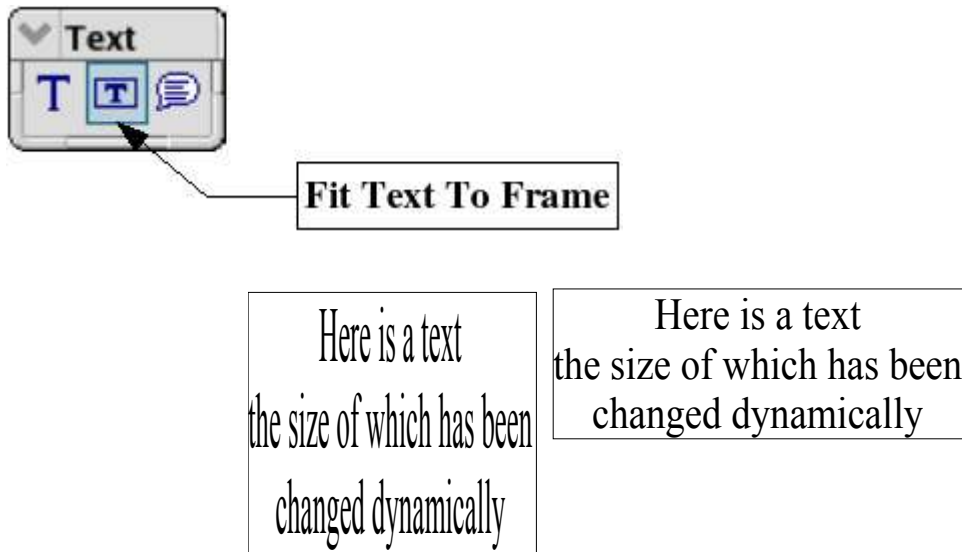 Text
T T
Fit Text To Frame
Here is a text
the size of which has been
changed dynamically
Here is a text
the size of which has been
changed dynamically